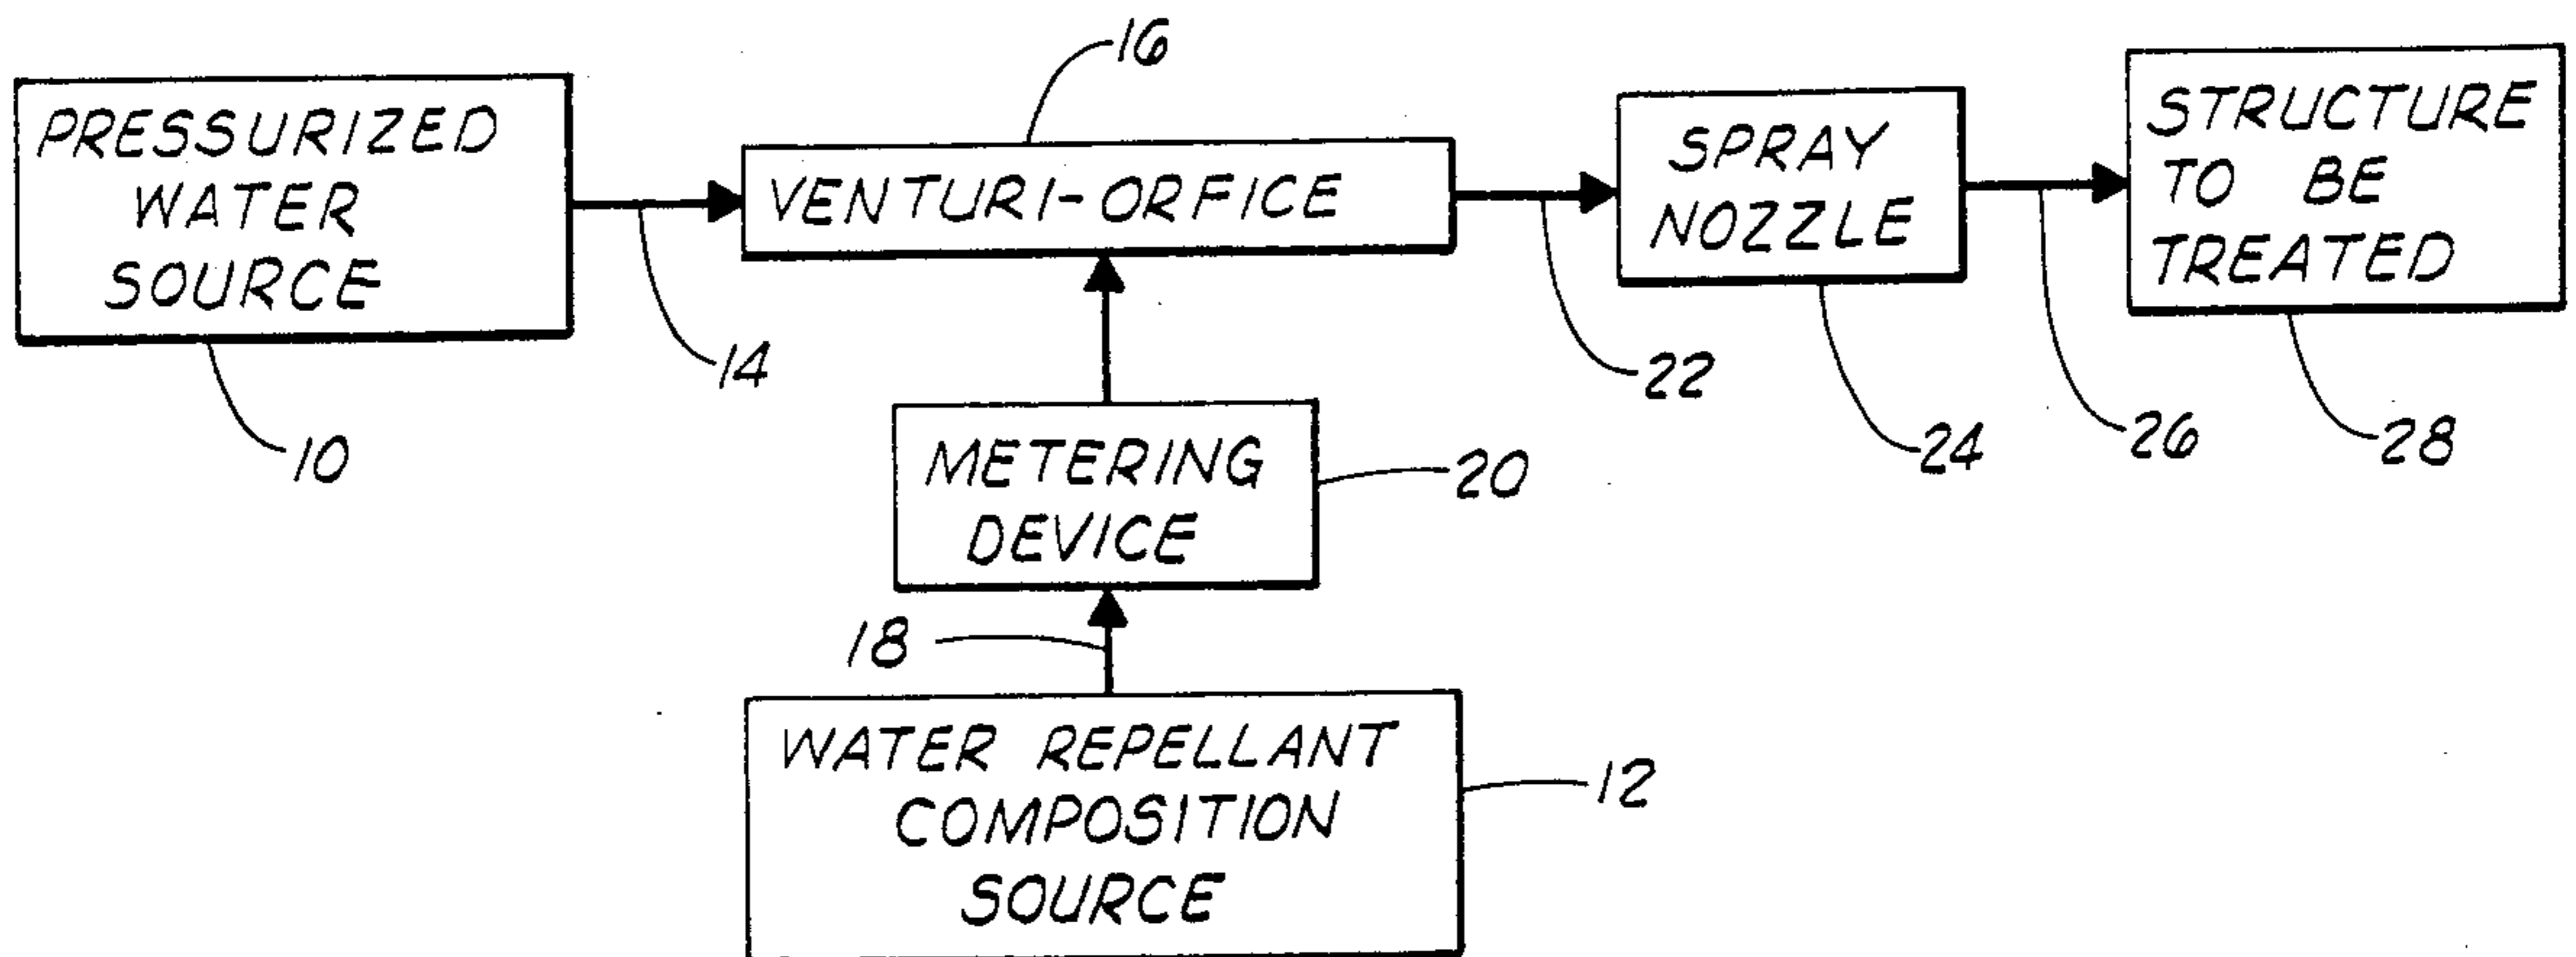 16
PRESSURIZED
WATER
SOURCE
VENTURI-ORFICE
SPRAY
NOZZLE
STRUCTURE
TO BE
TREATED
10
14
22
24
26
28
METERING
DEVICE
20
18
WATER REPELLANT
COMPOSITION
SOURCE
12